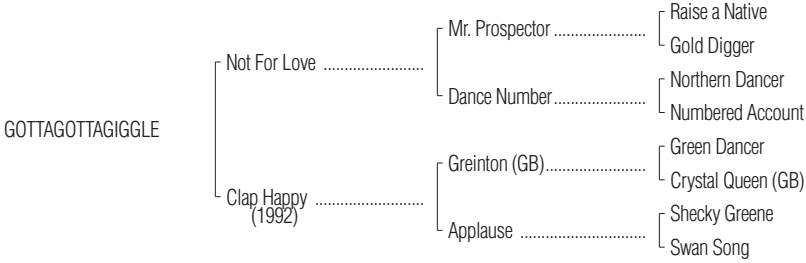 Raise a Native
Mr. Prospector ......................
Gold Digger
Not For Love ........................
Northern Dancer
Dance Number......................
Numbered Account
GOTTAGOTTAGIGGLE
Green Dancer
Greinton (GB)........................
Crystal Queen (GB)
Clap Happy ..........................
(1992)
Shecky Greene
Applause ..............................
Swan Song